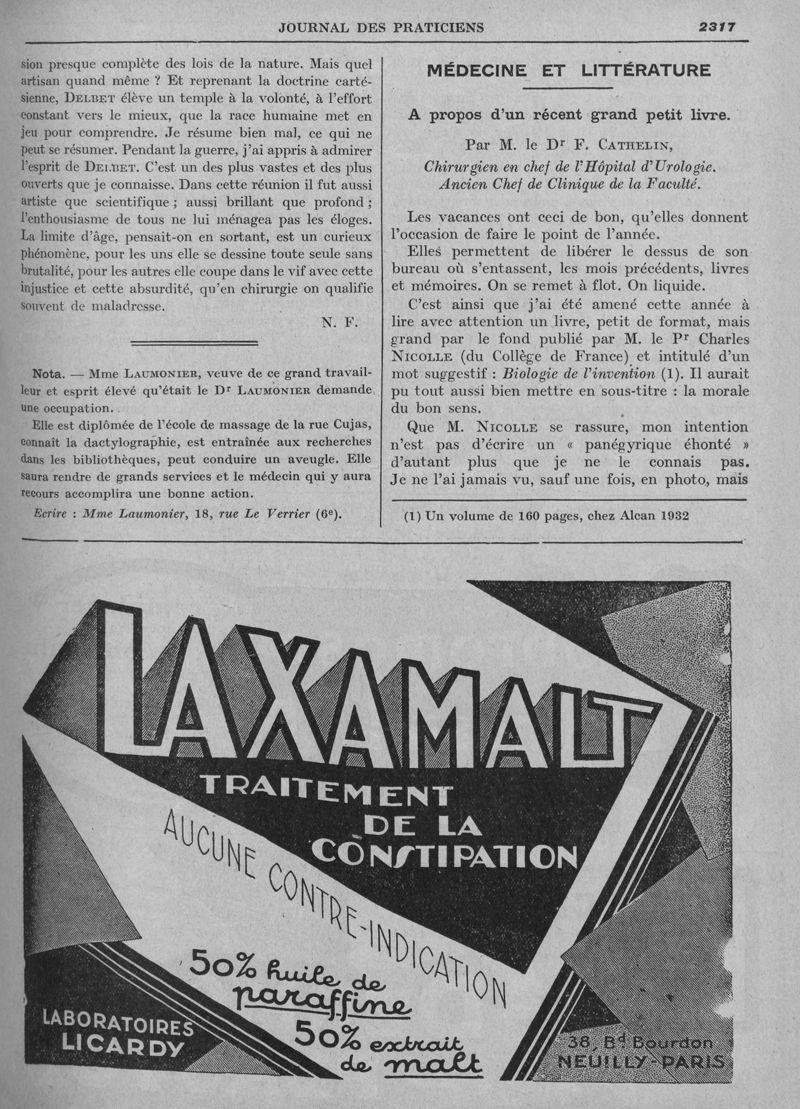 JOURNAL DES PRATICIENS 2317
sion presque complète des lois de la nature. Mais quel
artisan quand même ? Et reprenant la doctrine carté-
sienne, DELBET élève un temple à la volonté, à l'effort
constant vers le mieux, que la race humaine met en
jeu pour comprendre. Je résume bien mal, ce qui ne
peut se résumer. Pendant la guerre, j'ai appris à admirer
l'esprit de DELBET. C'est un des plus vastes et des plus
ouverts que je connaisse. Dans cette réunion il fut aussi
artiste que scientifique ; aussi brillant que profond ;
l'enthousiasme de tous ne lui ménagea pas les éloges.
La limite d'âge, pensait-on en sortant, est un curieux
phénomène, pour les uns elle se dessine toute seule sans
brutalité, pour les autres elle coupe dans le vif avec cette
injustice et cette absurdité, qu'en chirurgie on qualifie
souvent de maladresse.
N. F.
Nota. — Mme LAUMONIER, veuve de ce grand travail-
leur et esprit élevé qu'était le Dr LAUMONIER demande
une occupation.
Elle est diplômée de l'école de massage de la rue Cujas,
connaît la dactylographie, est entraînée aux recherches
dans les bibliothèques, peut conduire un aveugle. Elle
saura rendre de grands services et le médecin qui y aura
recours accomplira une bonne action.
Ecrire : Mme Laumonier, 18, rue Le Verrier (6e).
MÉDECINE ET LITTÉRATURE
A propos d'un récent grand petit livre.
Par M. le Dr F. CATHELIN,
Chirurgien en chef de l'Hôpital d'Urologie.
Ancien Chef de Clinique de la Faculté.
Les vacances ont ceci de bon, qu'elles donnent
l'occasion de faire le point de l'année.
Elles permettent de libérer le dessus de son
bureau où s'entassent, les mois précédents, livres
et mémoires. On se remet à flot. On liquide.
C'est ainsi que j'ai été amené cette année à
lire avec attention un livre, petit de format, mais
grand par le fond publié par M. le Pr Charles
NICOLLE (du Collège de France) et intitulé d'un
mot suggestif : Biologie de l'invention (1). Il aurait
pu tout aussi bien mettre en sous-titre : la morale
du bon sens.
Que M. NICOLLE se rassure, mon intention
n'est pas d'écrire un « panégyrique éhonté »
d'autant plus que je ne le connais pas.
Je ne l'ai jamais vu, sauf une fois, en photo, mais
(1) Un volume de 160 pages, chez Alcan 1932
LAXAMALT
TRAITEMENT
DE LA
CONSTIPATION
AUCUNE CONTRE-INDICATION
50% huile de
paraffine
50% extrait
de malt
LABORATOIRES
LICARDY
38, Bd Bourdon
NEUILLY-PARIS